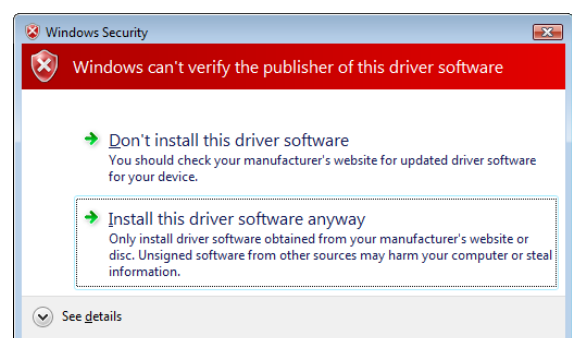 Windows Security
Windows can't verify the publisher of this driver software
Don't install this driver software
You should check your manufacturer's website for updated driver software
for your device.
Install this driver software anyway
Only install driver software obtained from your manufacturer's website or
disc. Unsigned software from other sources may harm your computer or steal
information.
See details